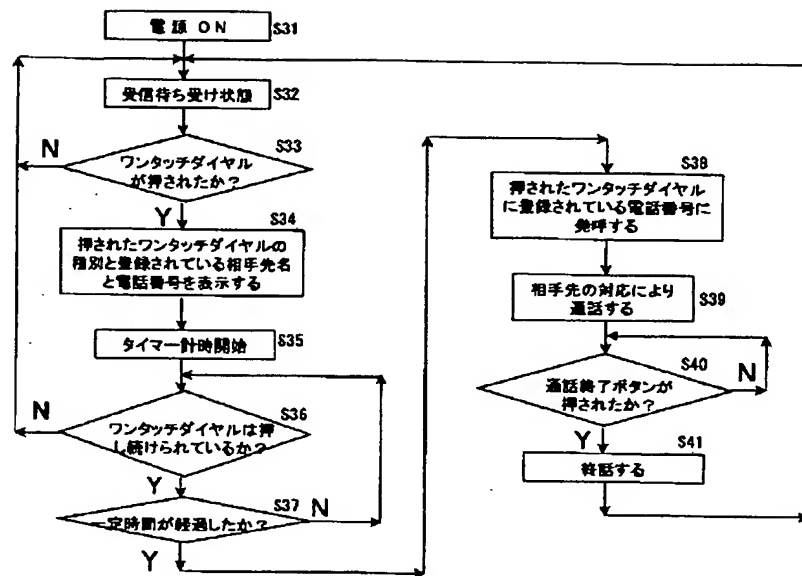 電源 ON
S31
受信待ち受け状態
S32
S33
N
ワンタッチダイヤル
が押されたか？
Y
S34
押されたワンタッチダイヤルの
種別と登録されている相手先名
と電話番号を表示する
タイマー計時開始
S35
N
S36
ワンタッチダイヤルは押
し続けられているか？
Y
S37
一定時間が経過したか？
N
Y
S38
押されたワンタッチダイヤル
に登録されている電話番号に
発呼する
相手先の対応により
通話する
S39
S40
通話終了ボタンが
押されたか？
N
Y
S41
終話する